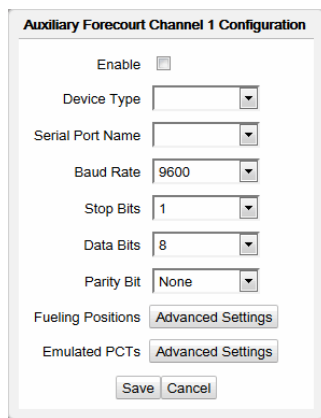 Auxiliary Forecourt Channel 1 Configuration
Enable
Device Type
Serial Port Name
Baud Rate 9600
Stop Bits 1
Data Bits 8
Parity Bit None
Fueling Positions Advanced Settings
Emulated PCTs Advanced Settings
Save Cancel